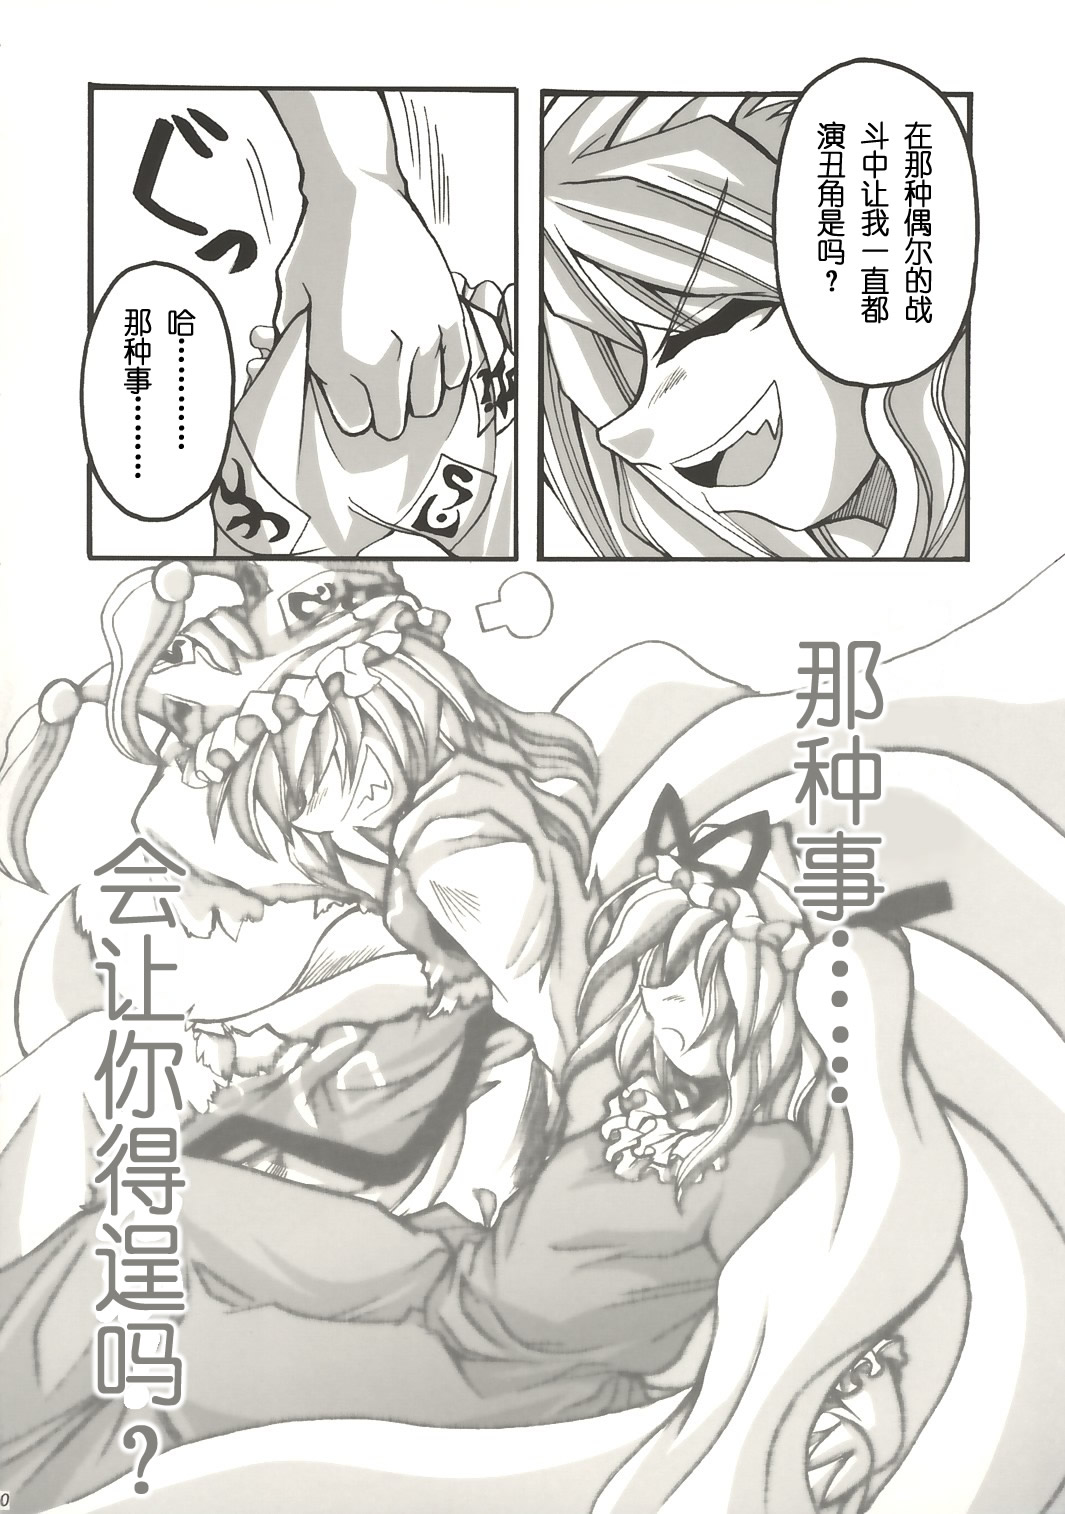 在那种偶尔的战
斗中让我一直都
演丑角是吗？
ぐっ
哈………
那种事………
那种事……
会让你得逞吗？
0